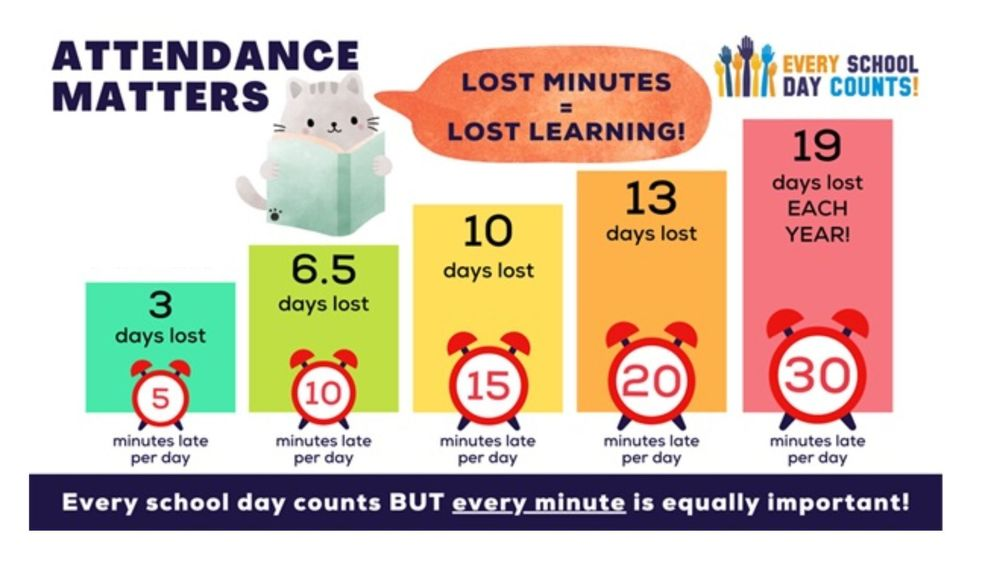 ATTENDANCE
MATTERS
LOST MINUTES
=
LOST LEARNING!
EVERY SCHOOL
DAY COUNTS!
3
days lost
5
minutes late
per day
6.5
days lost
10
minutes late
per day
10
days lost
15
minutes late
per day
13
days lost
20
minutes late
per day
19
days lost
EACH
YEAR!
30
minutes late
per day
Every school day counts BUT every minute is equally important!